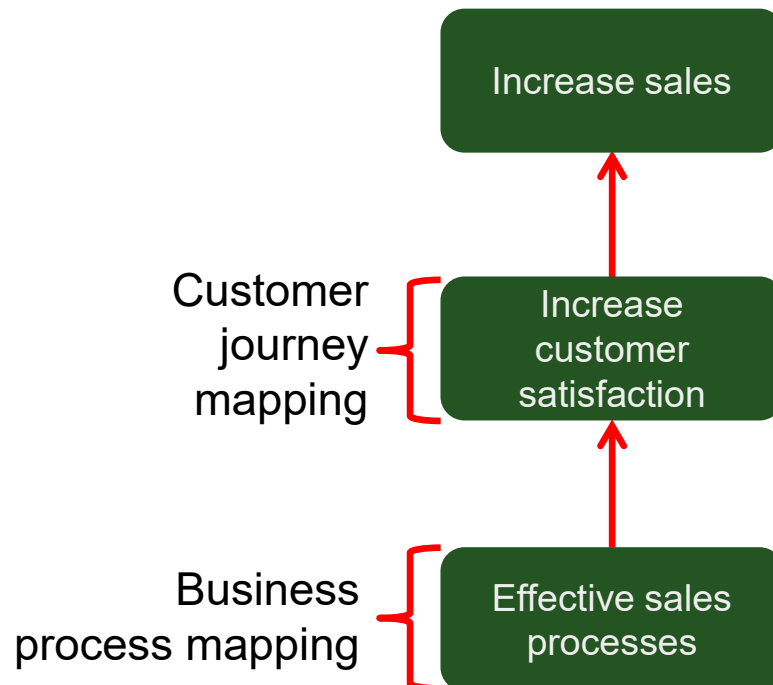 Increase sales
Customer
journey
mapping
Increase
customer
satisfaction
Business
process mapping
Effective sales
processes